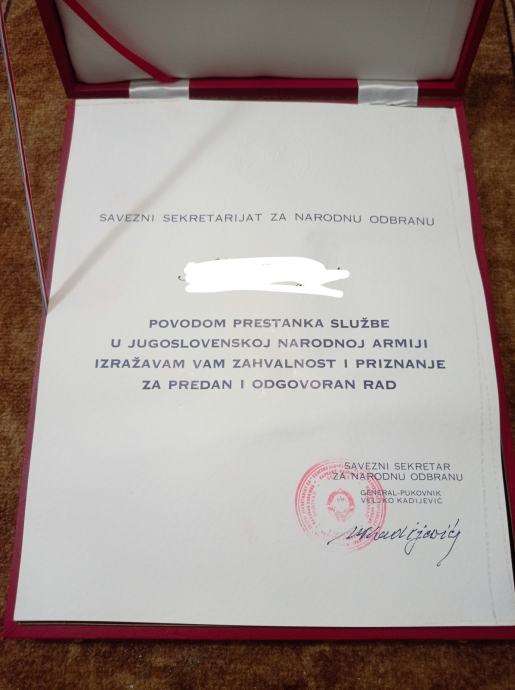 SAVEZNI SEKRETARIJAT ZA NARODNU ODBRANU
POVODOM PRESTANKA SLUŽBE
U JUGOSLOVENSKOJ NARODNOJ ARMIJI
IZRAŽAVAM VAM ZAHVALNOST I PRIZNANJE
ZA PREDAN I ODGOVORAN RAD
SAVEZNI SEKRETAR
ZA NARODNU ODBRANU
GENERAL-PUKOVNIK
VELJKO KADIJEVIĆ